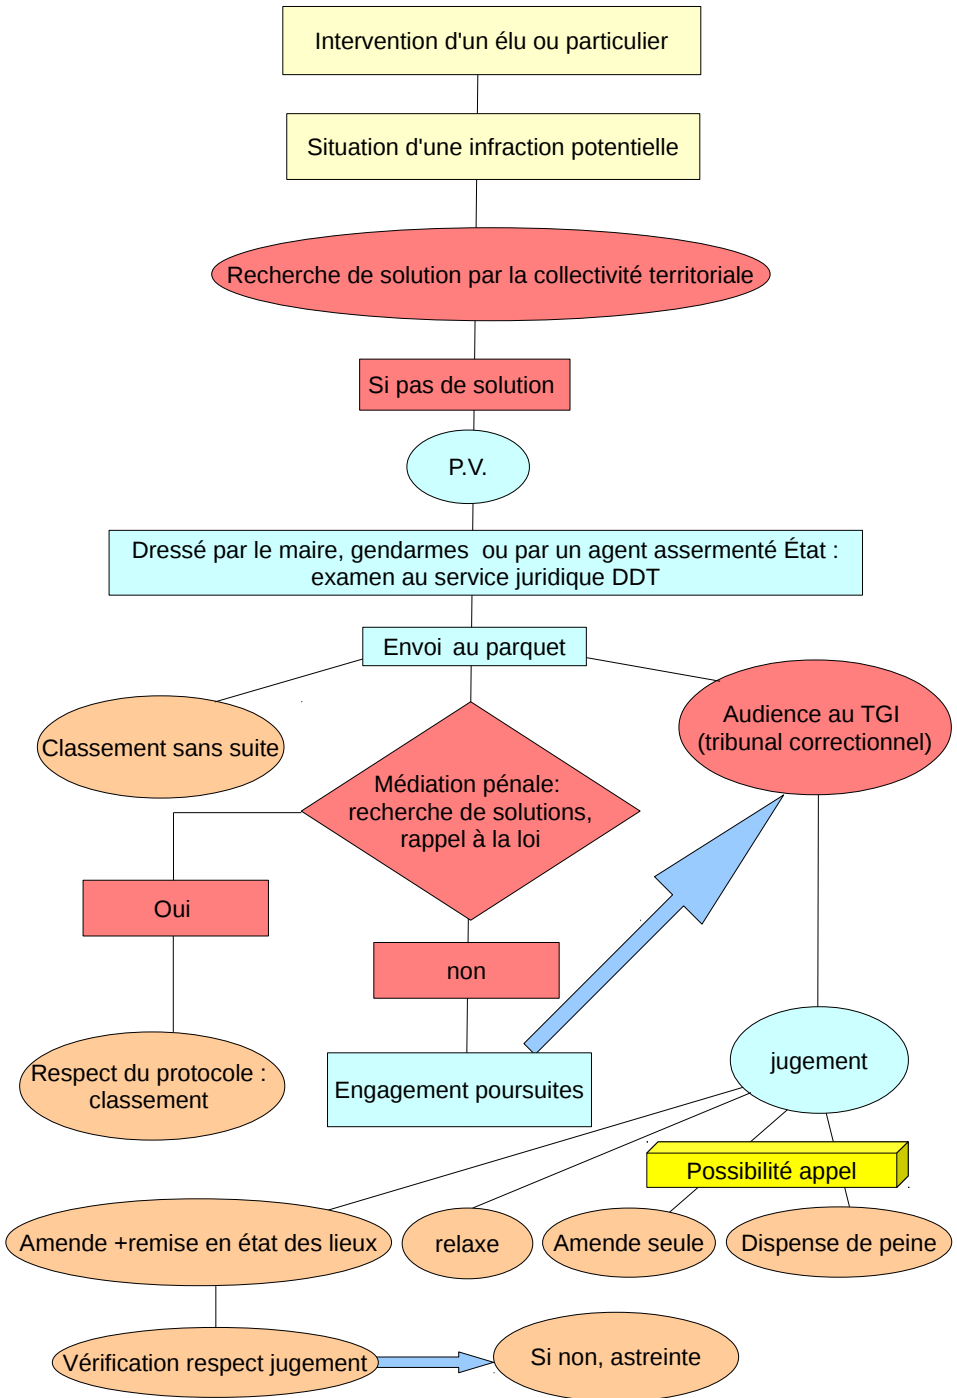 Intervention d'un élu ou particulier
Situation d'une infraction potentielle
Recherche de solution par la collectivité territoriale
Si pas de solution
P.V.
Dressé par le maire, gendarmes ou par un agent assermenté État :
examen au service juridique DDT
Envoi au parquet
Classement sans suite
Médiation pénale:
recherche de solutions,
rappel à la loi
Audience au TGI
(tribunal correctionnel)
Oui
non
Respect du protocole :
classement
Engagement poursuites
jugement
Possibilité appel
Amende +remise en état des lieux
relaxe
Amende seule
Dispense de peine
Vérification respect jugement
Si non, astreinte